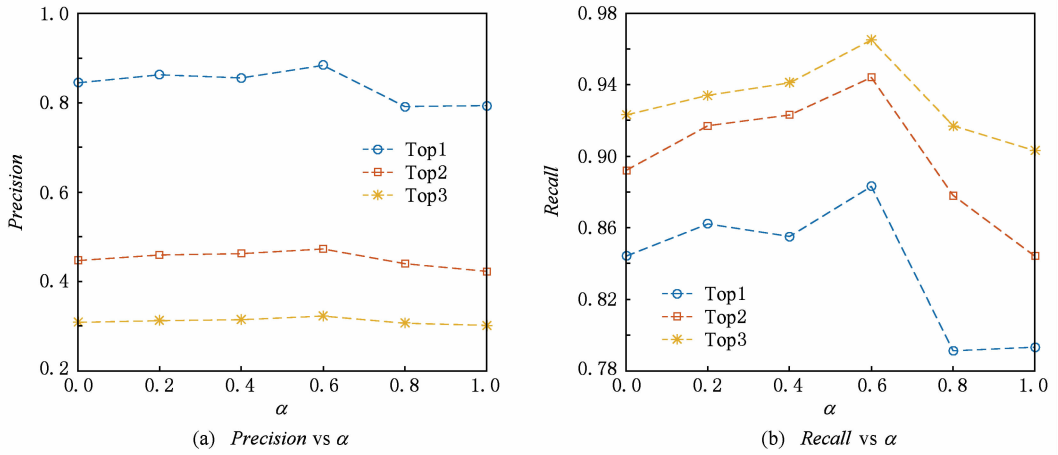 1.0
0.8
0.6
0.4
0.2
Precision
Top1
Top2
Top3
0.0 0.2 0.4 0.6 0.8 1.0
α
(a) Precision vs α
0.98
0.94
0.90
0.86
0.82
0.78
Recall
Top1
Top2
Top3
0.0 0.2 0.4 0.6 0.8 1.0
α
(b) Recall vs α